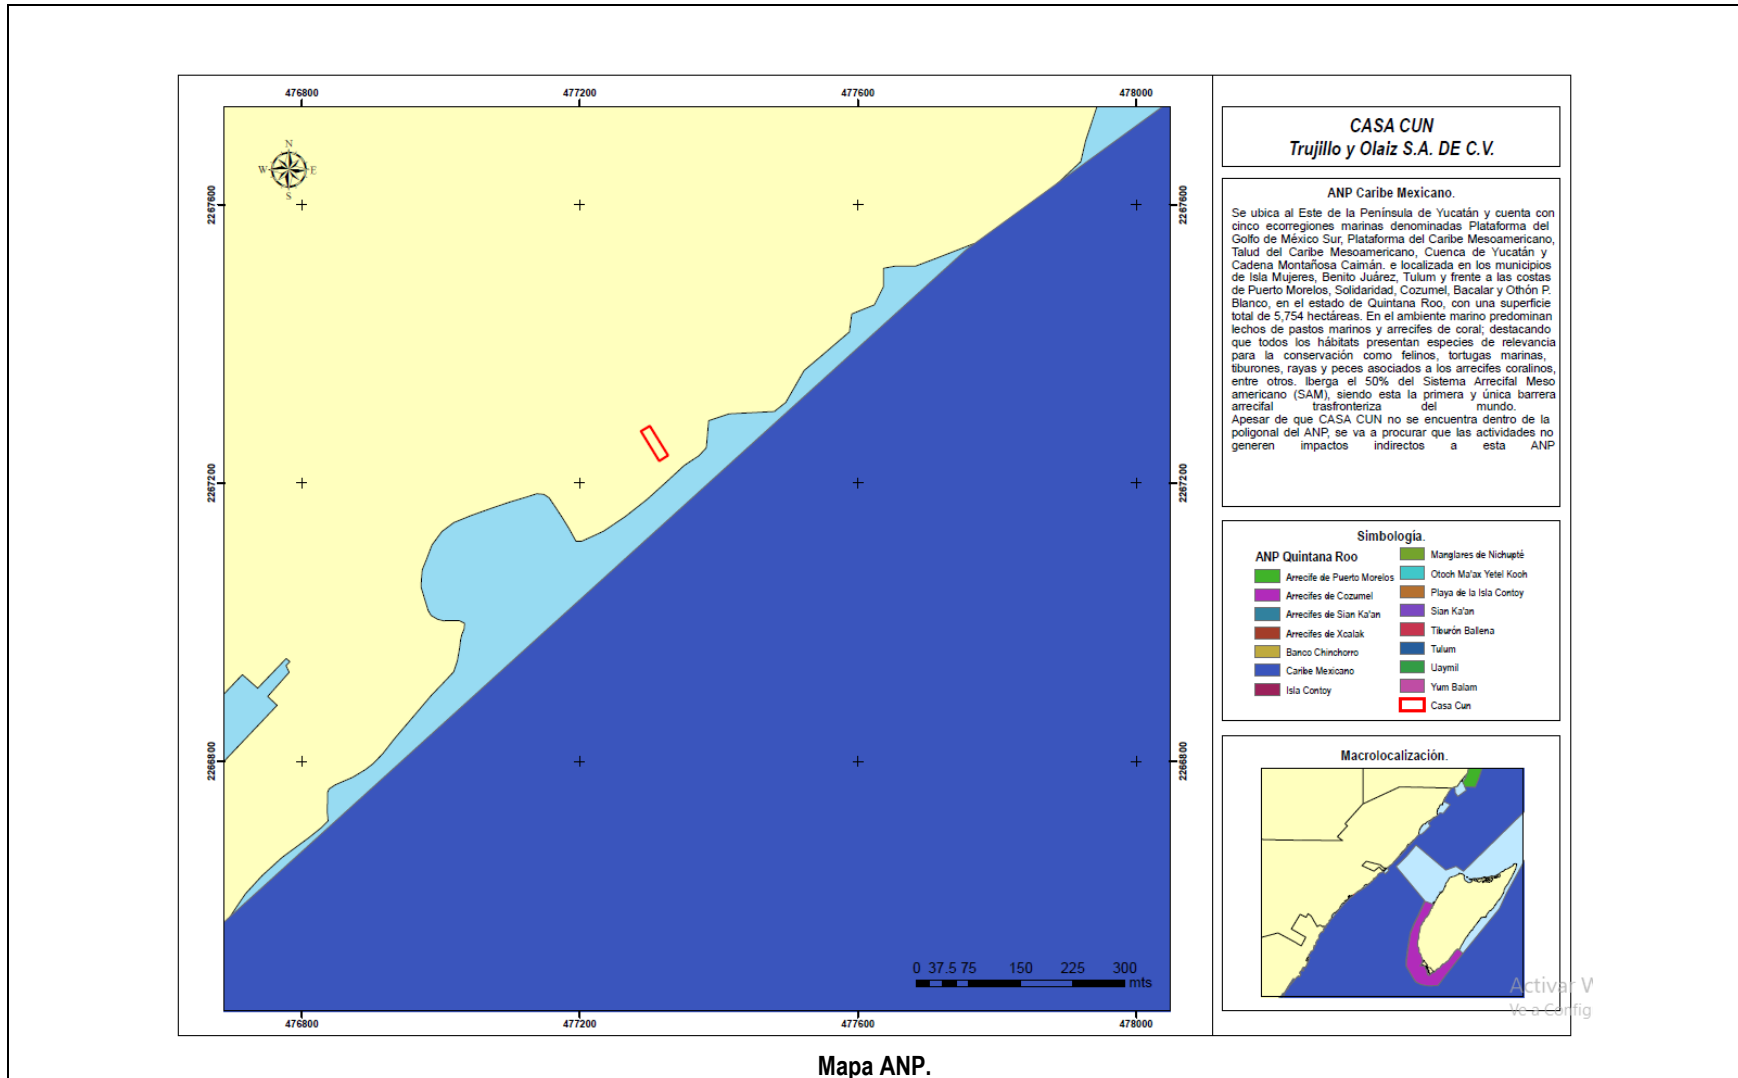 476800 477200 477600 478000
N
W E
S
2267600 2267600
2267200 2267200
2266800 2266800
0 37.5 75 150 225 300
mts
476800 477200 477600 478000
CASA CUN
Trujillo y Olaiz S.A. DE C.V.
ANP Caribe Mexicano.
Se ubica al Este de la Península de Yucatán y cuenta con
cinco ecorregiones marinas denominadas Plataforma del
Golfo de México Sur, Plataforma del Caribe Mesoamericano,
Talud del Caribe Mesoamericano, Cuenca de Yucatán y
Cadena Montañosa Caimán. e localizada en los municipios
de Isla Mujeres, Benito Juárez, Tulum y frente a las costas
de Puerto Morelos, Solidaridad, Cozumel, Bacalar y Othón P.
Blanco, en el estado de Quintana Roo, con una superficie
total de 5,754 hectáreas. En el ambiente marino predominan
lechos de pastos marinos y arrecifes de coral; destacando
que todos los hábitats presentan especies de relevancia
para la conservación como felinos, tortugas marinas,
tiburones, rayas y peces asociados a los arrecifes coralinos,
entre otros. lberga el 50% del Sistema Arrecifal Meso
americano (SAM), siendo esta la primera y única barrera
arrecifal trasfronteriza del mundo.
Apesar de que CASA CUN no se encuentra dentro de la
poligonal del ANP, se va a procurar que las actividades no
generen impactos indirectos a esta ANP
Simbología.
ANP Quintana Roo
Arrecife de Puerto Morelos
Arrecifes de Cozumel
Arrecifes de Sian Ka'an
Arrecifes de Xcalak
Banco Chinchorro
Caribe Mexicano
Isla Contoy
Manglares de Nichupté
Otoch Ma'ax Yetel Kooh
Playa de la Isla Contoy
Sian Ka'an
Tiburón Ballena
Tulum
Uaymil
Yum Balam
Casa Cun
Macrolocalización.
Activar W
Ve a Config
Mapa ANP.